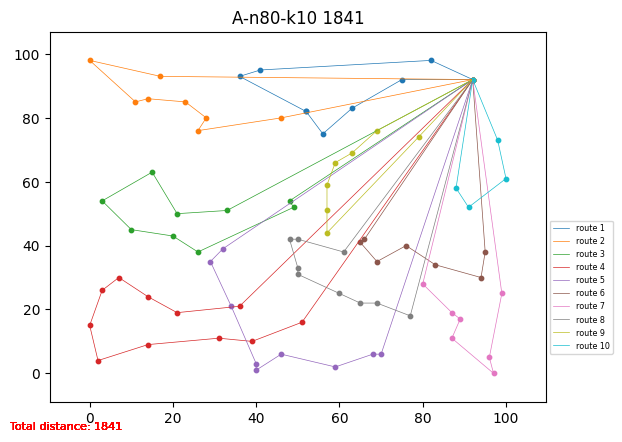 A-n80-k10 1841
100
80
60
40
20
0
0 20 40 60 80 100
route 1
route 2
route 3
route 4
route 5
route 6
route 7
route 8
route 9
route 10
Total distance: 1841